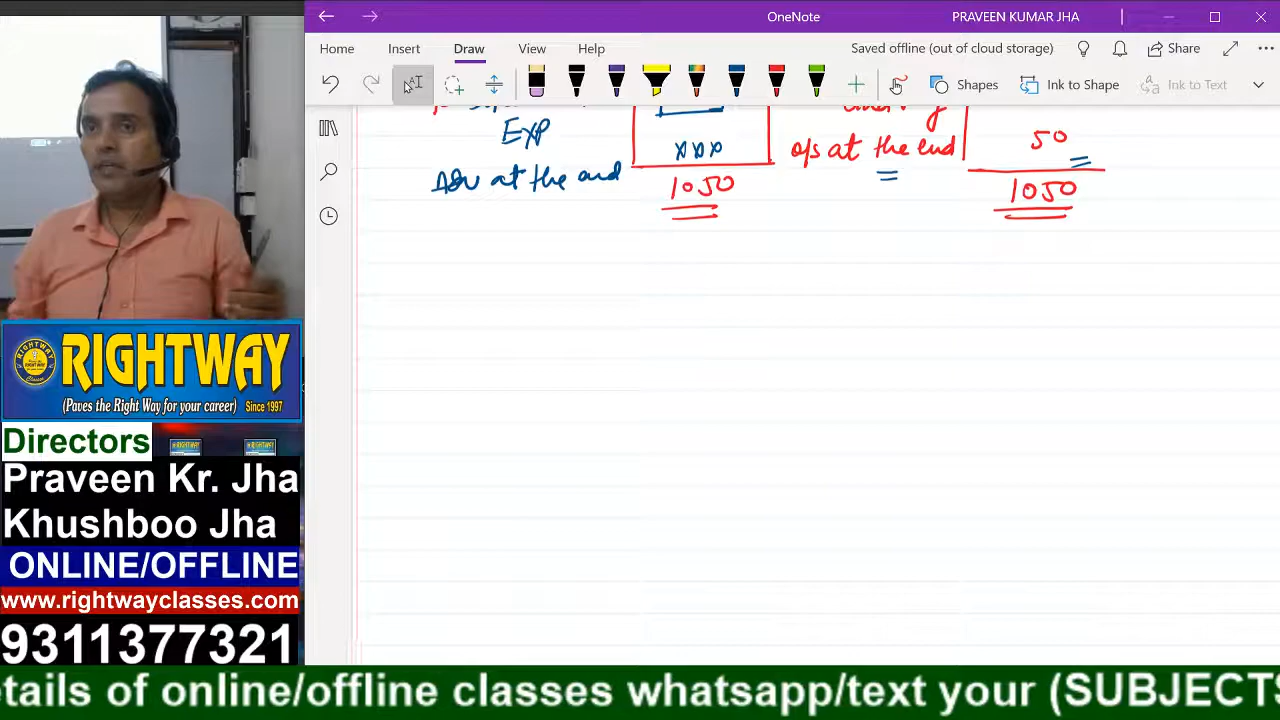 OneNote
PRAVEEN KUMAR JHA
Home Insert Draw View Help
Saved offline (out of cloud storage)
Share
Shapes
Ink to Shape
Ink to Text
EXP
xxx
o/s at the end
50
Adv at the end
1050
1050
RIGHTWAY
(Paves the Right Way for your career) Since 1997
Directors
Praveen Kr. Jha
Khushboo Jha
ONLINE/OFFLINE
www.rightwayclasses.com
9311377321
etails of online/offline classes whatsapp/text your (SUBJECTS